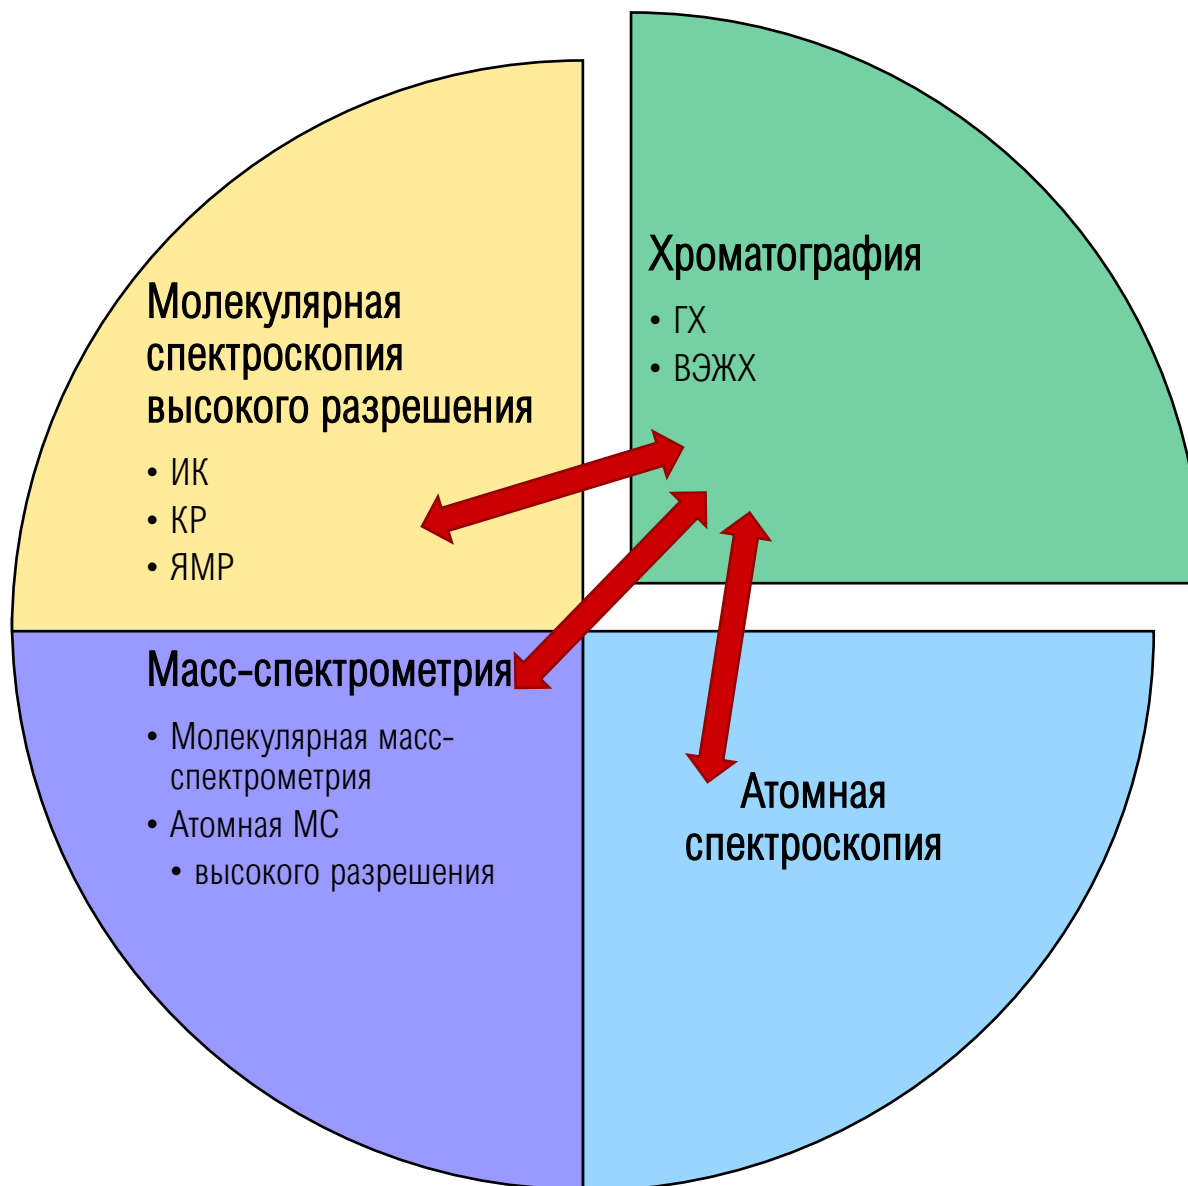 Молекулярная
спектроскопия
высокого разрешения
• ИК
• КР
• ЯМР
Хроматография
• ГХ
• ВЭЖХ
Масс-спектрометрия
• Молекулярная масс-
спектрометрия
• Атомная МС
• высокого разрешения
Атомная
спектроскопия